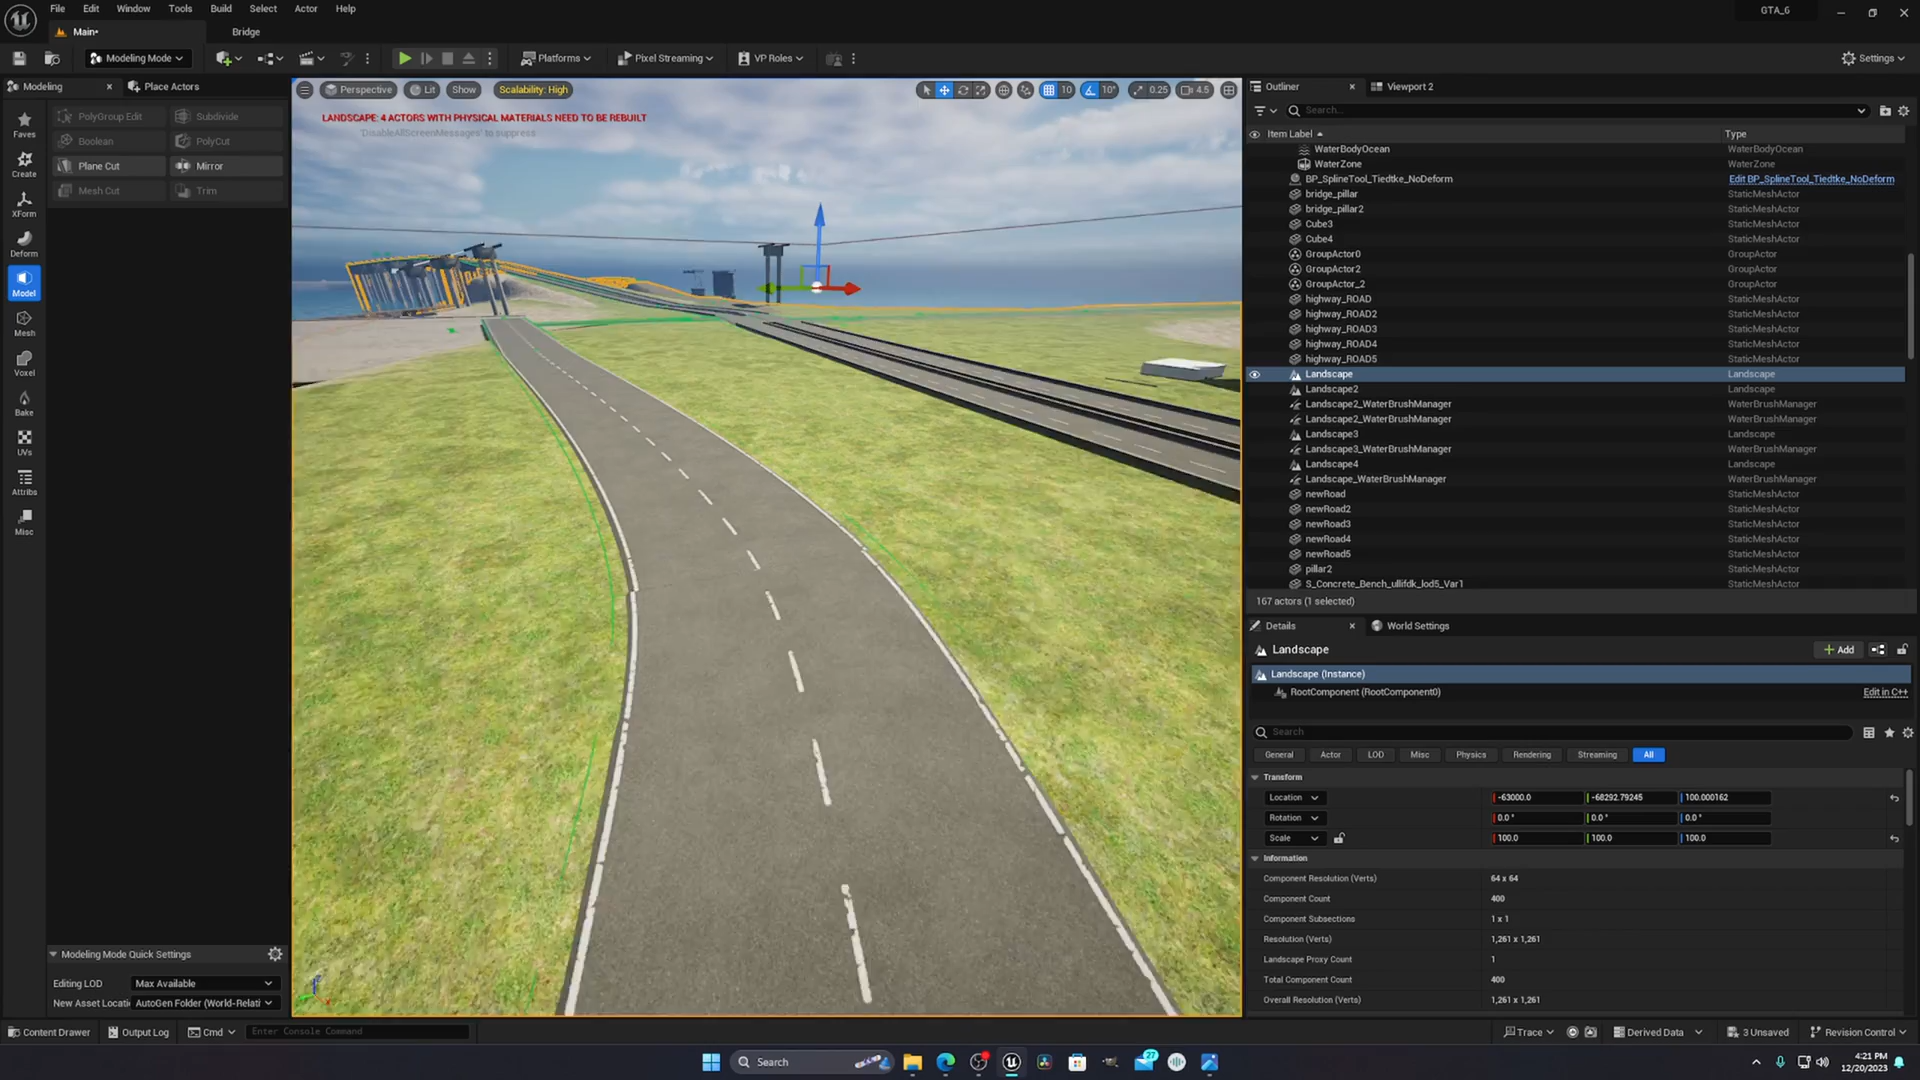 File Edit Window Tools Build Select Actor Help
GTA_6
Main•
Bridge
Modeling Mode
Platforms
Pixel Streaming
VP Roles
Settings
Modeling
Place Actors
Faves
Create
XForm
Deform
Model
Mesh
Voxel
Bake
UVs
Attribs
Misc
PolyGroup Edit
Subdivide
Boolean
PolyCut
Plane Cut
Mirror
Mesh Cut
Trim
Modeling Mode Quick Settings
Editing LOD
Max Available
New Asset Locati
AutoGen Folder (World-Relati
Perspective
Lit
Show
Scalability: High
10
10°
0.25
4.5
LANDSCAPE: 4 ACTORS WITH PHYSICAL MATERIALS NEED TO BE REBUILT
'DisableAllScreenMessages' to suppress
Outliner
Viewport 2
Search...
Item Label
Type
WaterBodyOcean WaterBodyOcean
WaterZone WaterZone
BP_SplineTool_Tiedtke_NoDeform Edit BP_SplineTool_Tiedtke_NoDeform
bridge_pillar StaticMeshActor
bridge_pillar2 StaticMeshActor
Cube3 StaticMeshActor
Cube4 StaticMeshActor
GroupActor0 GroupActor
GroupActor2 GroupActor
GroupActor_2 GroupActor
highway_ROAD StaticMeshActor
highway_ROAD2 StaticMeshActor
highway_ROAD3 StaticMeshActor
highway_ROAD4 StaticMeshActor
highway_ROAD5 StaticMeshActor
Landscape Landscape
Landscape2 Landscape
Landscape2_WaterBrushManager WaterBrushManager
Landscape2_WaterBrushManager WaterBrushManager
Landscape3 Landscape
Landscape3_WaterBrushManager WaterBrushManager
Landscape4 Landscape
Landscape_WaterBrushManager WaterBrushManager
newRoad StaticMeshActor
newRoad2 StaticMeshActor
newRoad3 StaticMeshActor
newRoad4 StaticMeshActor
newRoad5 StaticMeshActor
pillar2 StaticMeshActor
S_Concrete_Bench_ullifdk_lod5_Var1 StaticMeshActor
167 actors (1 selected)
Details
World Settings
Landscape
Add
Landscape (Instance)
RootComponent (RootComponent0)
Edit in C++
Search
General Actor LOD Misc Physics Rendering Streaming All
Transform
Location -63000.0 -68292.79245 100.000162
Rotation 0.0 ° 0.0 ° 0.0 °
Scale 100.0 100.0 100.0
Information
Component Resolution (Verts) 64 x 64
Component Count 400
Component Subsections 1 x 1
Resolution (Verts) 1,261 x 1,261
Landscape Proxy Count 1
Total Component Count 400
Overall Resolution (Verts) 1,261 x 1,261
Content Drawer
Output Log
Cmd
Enter Console Command
Trace
Derived Data
3 Unsaved
Revision Control
Search
27
4:21 PM
12/20/2023